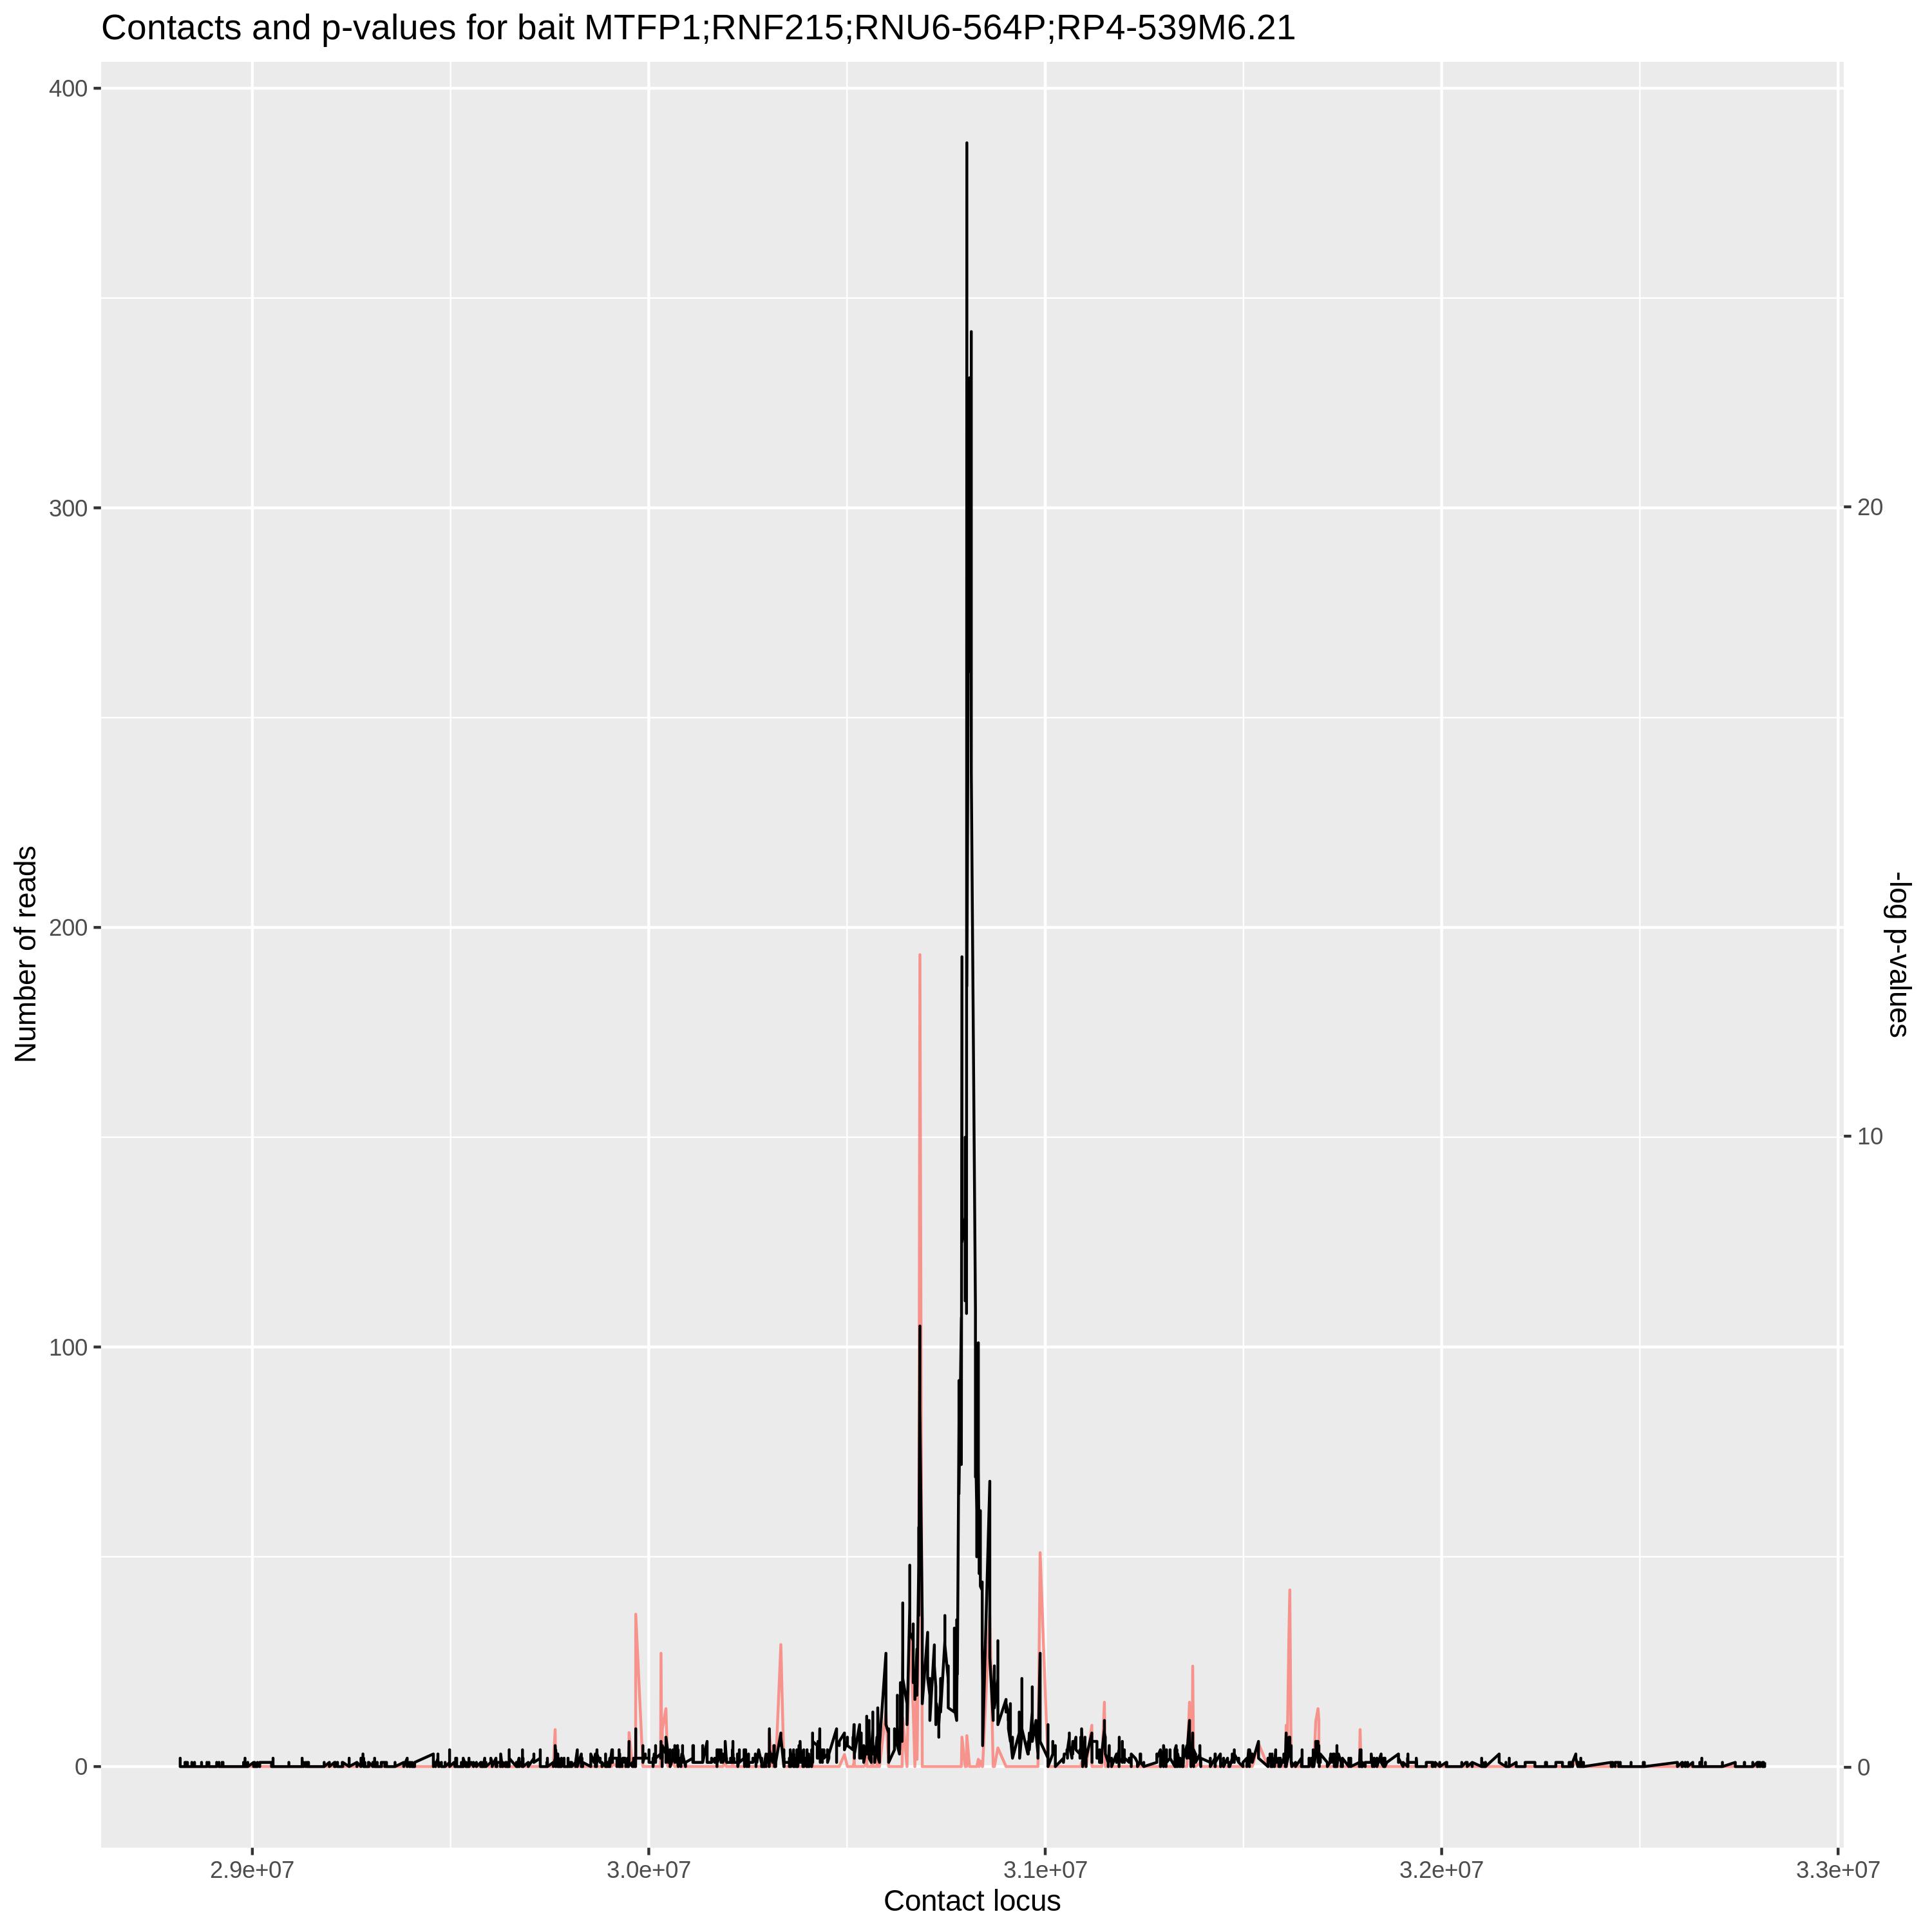 Contacts and p-values for bait MTFP1;RNF215;RNU6-564P;RP4-539M6.21
400
300
200
100
0
Number of reads
20
10
0
-log p-values
2.9e+07
3.0e+07
3.1e+07
3.2e+07
3.3e+07
Contact locus